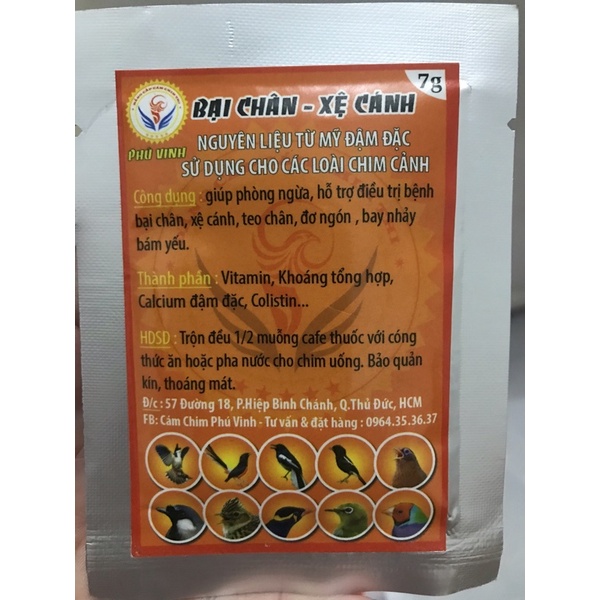 7g
BẠI CHÂN - XỆ CÁNH
PHÚ VINH
NGUYÊN LIỆU TỪ MỸ ĐẬM ĐẶC
SỬ DỤNG CHO CÁC LOÀI CHIM CẢNH
Công dụng : giúp phòng ngừa, hỗ trợ điều trị bệnh
bại chân, xệ cánh, teo chân, đơ ngón , bay nhảy
bám yếu.
Thành phần : Vitamin, Khoáng tổng hợp,
Calcium đậm đặc, Colistin...
HDSD : Trộn đều 1/2 muỗng cafe thuốc với cóng
thức ăn hoặc pha nước cho chim uống. Bảo quản
kín, thoáng mát.
Đ/c : 57 Đường 18, P.Hiệp Bình Chánh, Q.Thủ Đức, HCM
FB: Cám Chim Phú Vinh - Tư vấn & đặt hàng : 0964.35.36.37